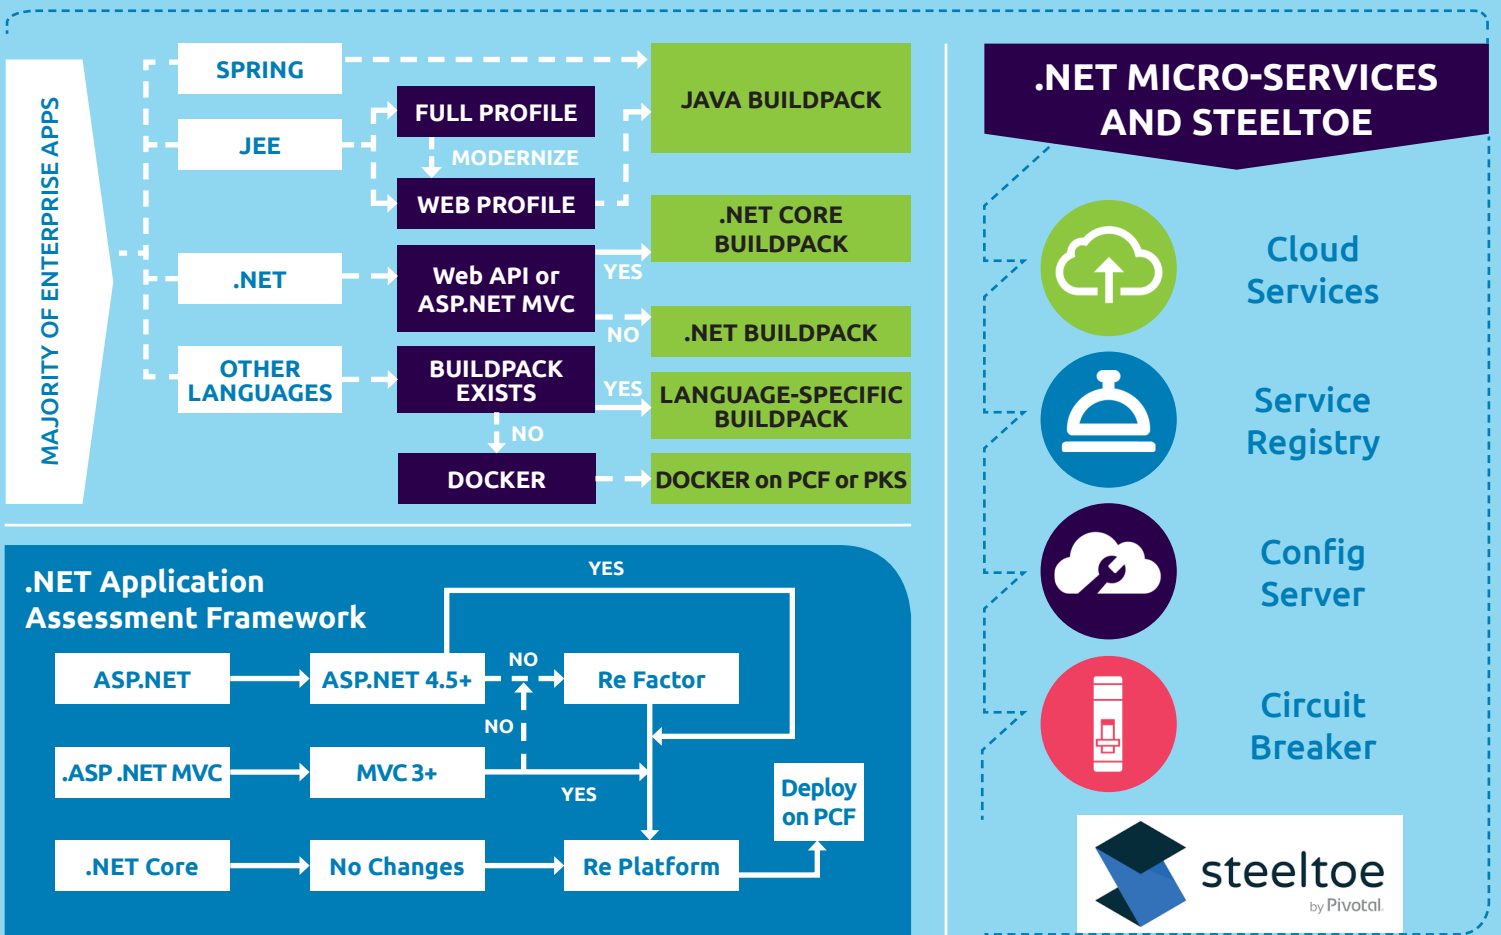 MAJORITY OF ENTERPRISE APPS
SPRING
JEE
.NET
OTHER
LANGUAGES
FULL PROFILE
MODERNIZE
WEB PROFILE
Web API or
ASP.NET MVC
YES
NO
BUILDPACK
EXISTS
YES
NO
DOCKER
JAVA BUILDPACK
.NET CORE
BUILDPACK
.NET BUILDPACK
LANGUAGE-SPECIFIC
BUILDPACK
DOCKER on PCF or PKS
.NET Application
Assessment Framework
YES
ASP.NET
ASP.NET 4.5+
NO
Re Factor
NO
.ASP .NET MVC
MVC 3+
YES
Deploy
on PCF
.NET Core
No Changes
Re Platform
.NET MICRO-SERVICES
AND STEELTOE
Cloud
Services
Service
Registry
Config
Server
Circuit
Breaker
steeltoe
by Pivotal.